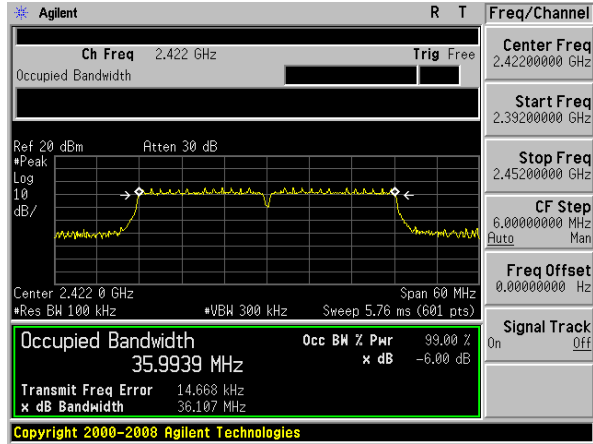 Agilent R T
Ch Freq 2.422 GHz Trig Free
Occupied Bandwidth
Ref 20 dBm Atten 30 dB
#Peak
Log
10
dB/
Center 2.422 0 GHz Span 60 MHz
#Res BW 100 kHz #VBW 300 kHz Sweep 5.76 ms (601 pts)
Occupied Bandwidth Occ BW % Pwr 99.00 %
35.9939 MHz x dB -6.00 dB
Transmit Freq Error 14.668 kHz
x dB Bandwidth 36.107 MHz
Copyright 2000-2008 Agilent Technologies
Freq/Channel
Center Freq
2.42200000 GHz
Start Freq
2.39200000 GHz
Stop Freq
2.45200000 GHz
CF Step
6.00000000 MHz
Auto Man
Freq Offset
0.00000000 Hz
Signal Track
On Off